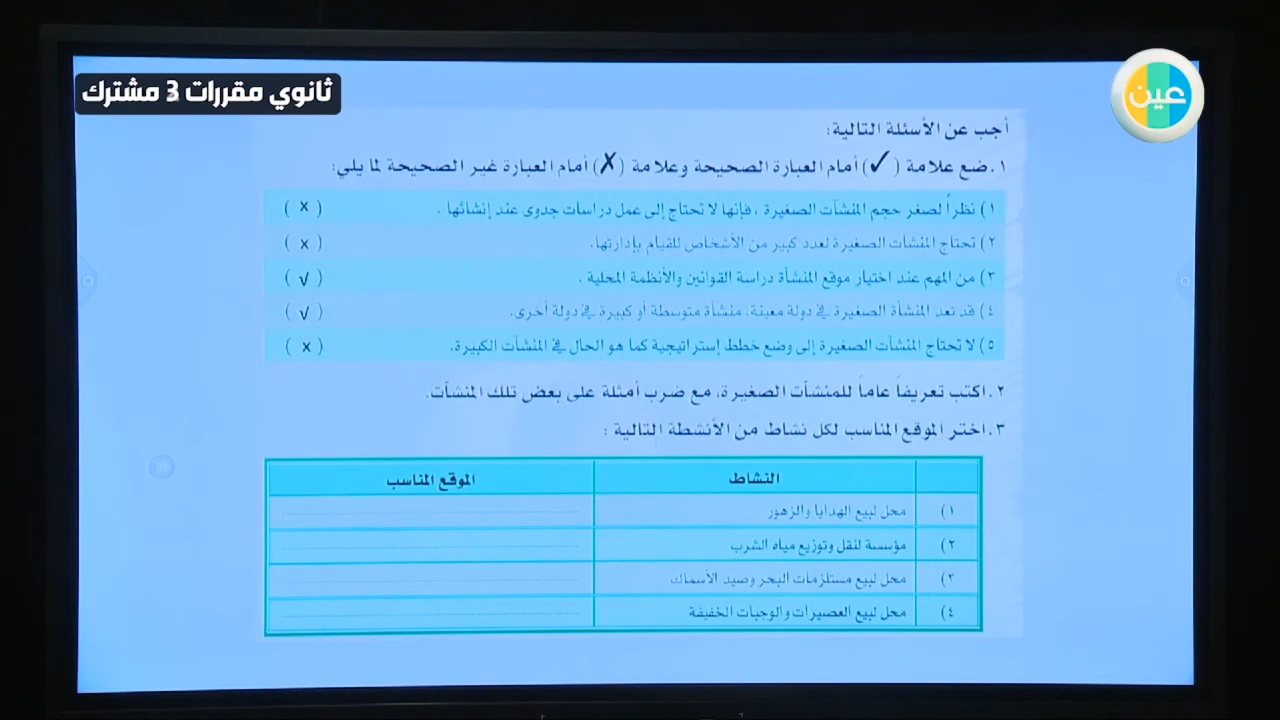 ثانوي مقررات 3 مشترك
عين
أجب عن الأسئلة التالية:
١. ضع علامة (✓) أمام العبارة الصحيحة وعلامة (✗) أمام العبارة غير الصحيحة لما يلي:
١) نظراً لصغر حجم المنشآت الصغيرة ، فإنها لا تحتاج إلى عمل دراسات جدوى عند إنشائها . ( x )
٢) تحتاج المنشآت الصغيرة لعدد كبير من الأشخاص للقيام بإدارتها. ( x )
٣) من المهم عند اختيار موقع المنشأة دراسة القوانين والأنظمة المحلية . ( √ )
٤) قد تعد المنشأة الصغيرة في دولة معينة، منشأة متوسطة أو كبيرة في دولة أخرى. ( √ )
٥) لا تحتاج المنشآت الصغيرة إلى وضع خطط إستراتيجية كما هو الحال في المنشآت الكبيرة. ( x )
٢. اكتب تعريفاً عاماً للمنشآت الصغيرة، مع ضرب أمثلة على بعض تلك المنشآت.
٣. اختر الموقع المناسب لكل نشاط من الأنشطة التالية :
النشاط الموقع المناسب
١) محل لبيع الهدايا والزهور
٢) مؤسسة لنقل وتوزيع مياه الشرب
٣) محل لبيع مستلزمات البحر وصيد الأسماك
٤) محل لبيع العصيرات والوجبات الخفيفة